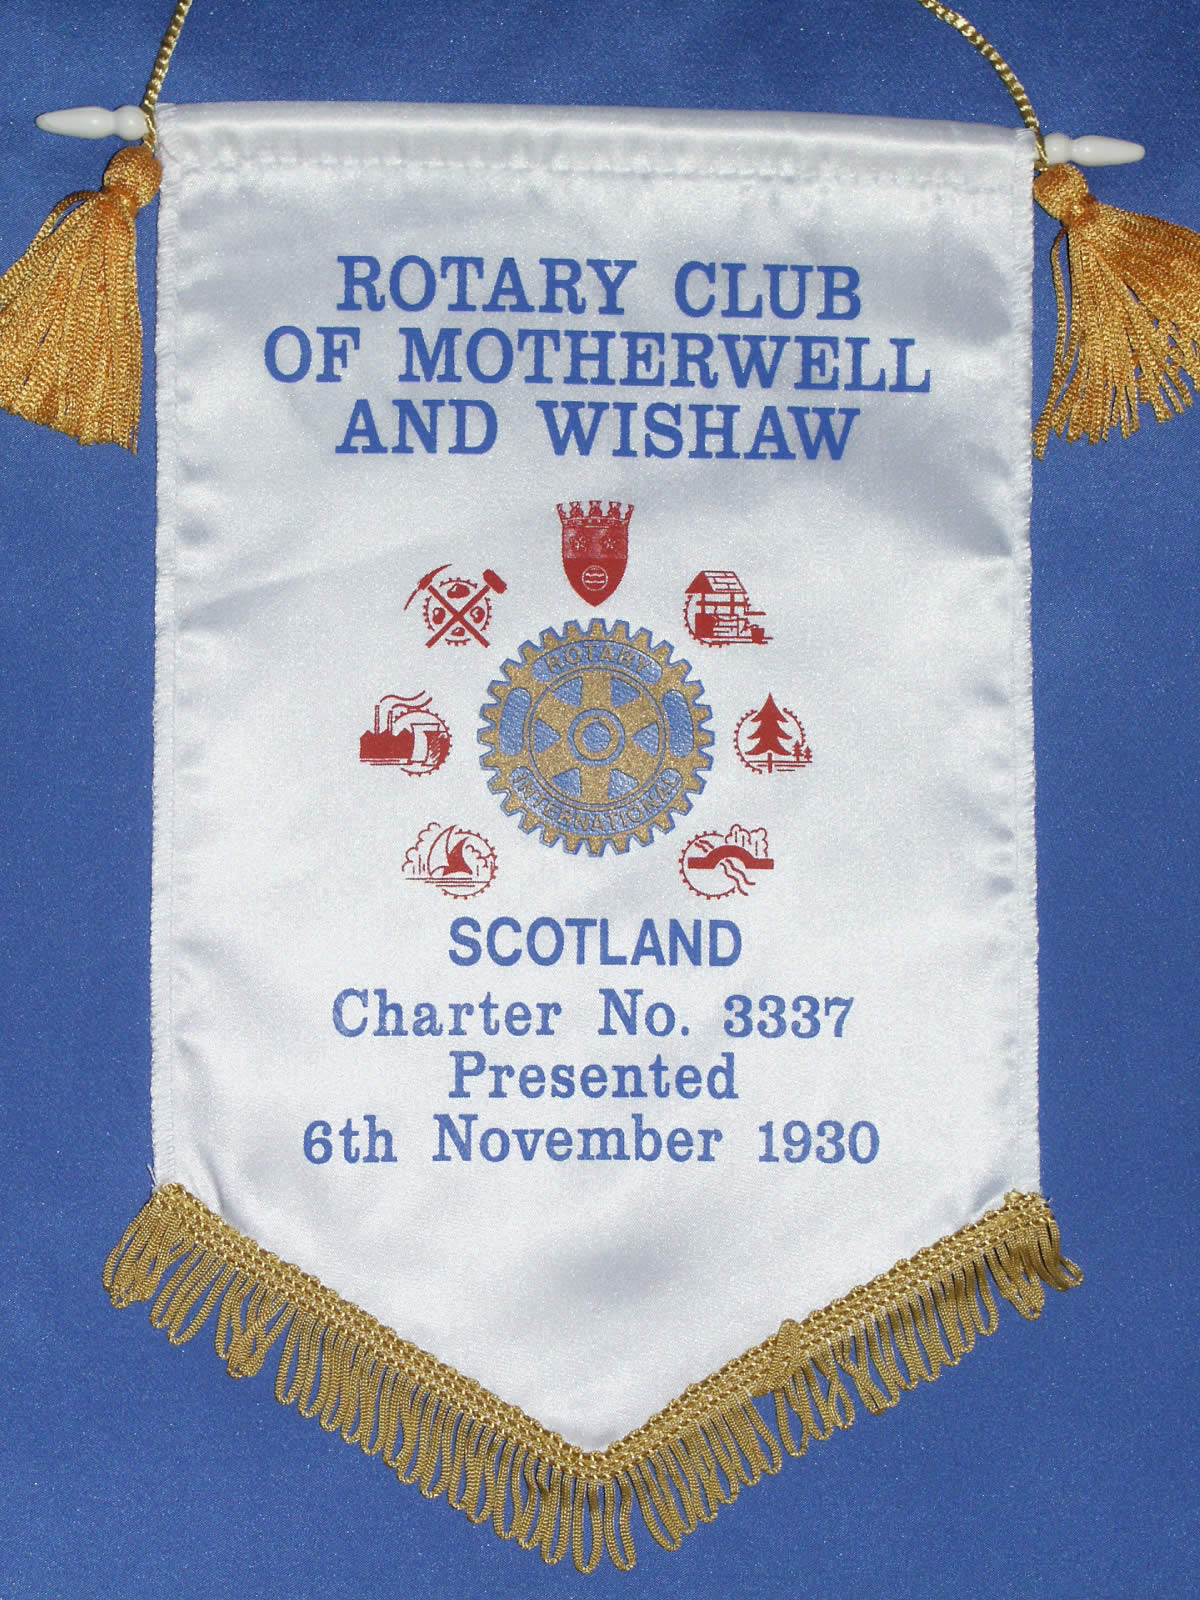 ROTARY CLUB
OF MOTHERWELL
AND WISHAW
ROTARY
INTERNATIONAL
SCOTLAND
Charter No. 3337
Presented
6th November 1930